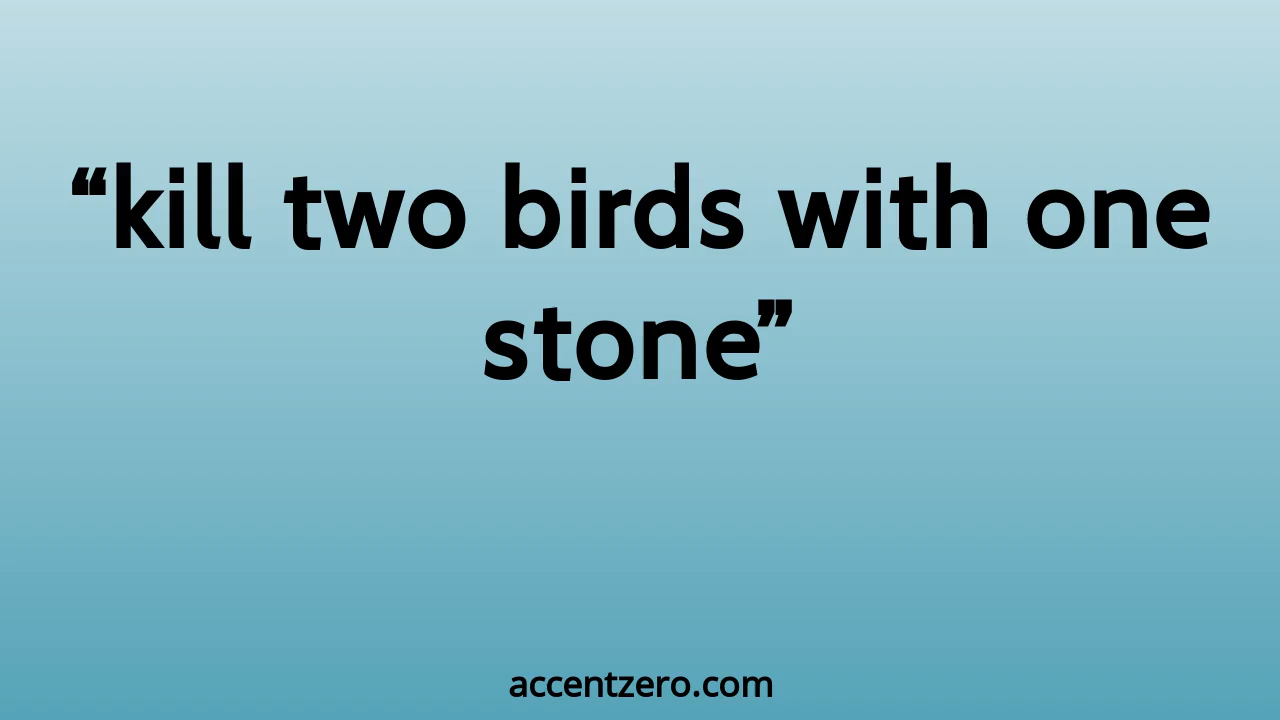 “kill two birds with one
stone”
accentzero.com